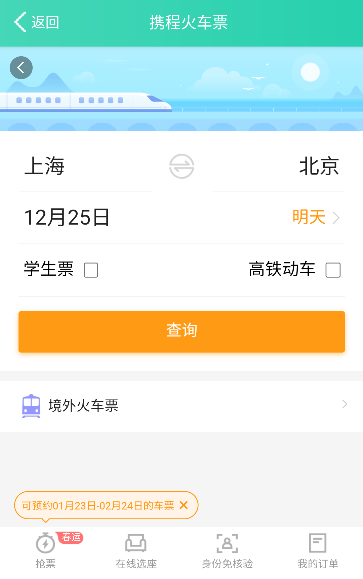 返回 携程火车票
上海 北京
12月25日 明天
学生票 高铁动车
查询
境外火车票
可预约01月23日-02月24日的车票 ×
春运
抢票 在线选座 身份免核验 我的订单